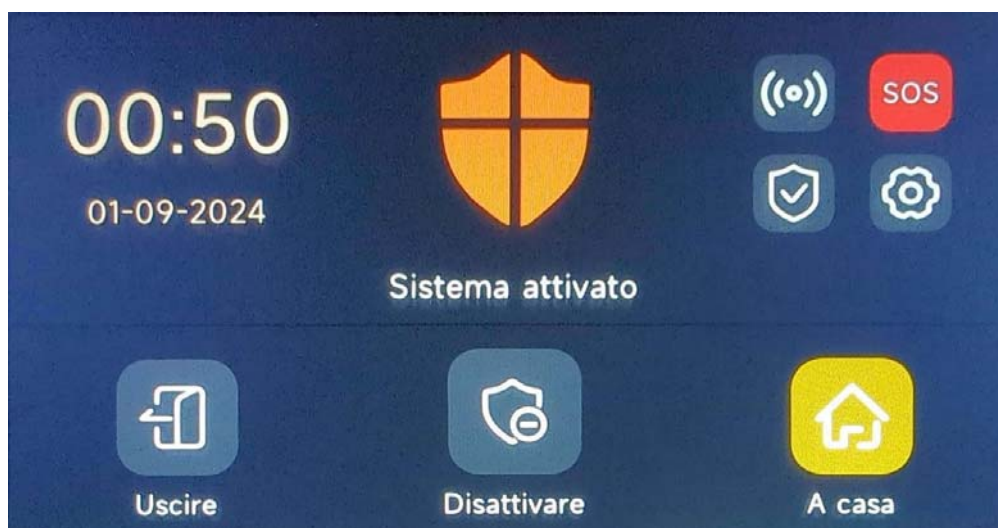 00:50
SOS
01-09-2024
Sistema attivato
Uscire
Disattivare
A casa